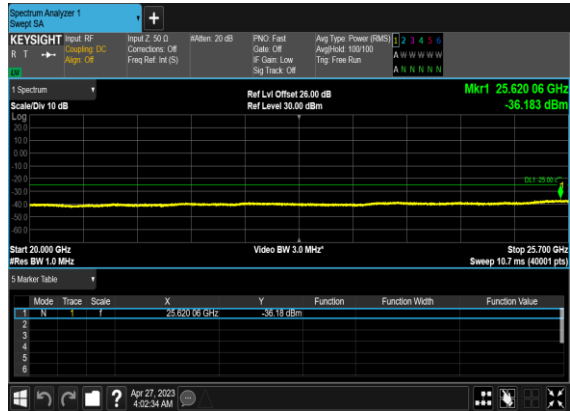 Spectrum Analyzer 1
Swept SA
+
KEYSIGHT Input: RF Input Z: 50 Ω #Atten: 20 dB PNO: Fast Avg Type: Power (RMS) 1 2 3 4 5 6
R T Coupling: DC Corrections: Off Gate: Off Avg|Hold: 100/100 A W W W W W
Align: Off Freq Ref: Int (S) IF Gain: Low Trig: Free Run
LW Sig Track: Off A N N N N N
1 Spectrum Ref Lvl Offset 26.00 dB Mkr1 25.620 06 GHz
Scale/Div 10 dB Ref Level 30.00 dBm -36.183 dBm
Log
20.0
10.0
0.00
-10.0
-20.0
DL1 -25.00
-30.0
-40.0
-50.0
-60.0
Start 20.000 GHz Video BW 3.0 MHz* Stop 25.700 GHz
#Res BW 1.0 MHz Sweep 10.7 ms (40001 pts)
5 Marker Table
Mode Trace Scale X Y Function Function Width Function Value
1 N 1 f 25.620 06 GHz -36.18 dBm
2
3
4
5
6
? Apr 27, 2023
4:02:34 AM